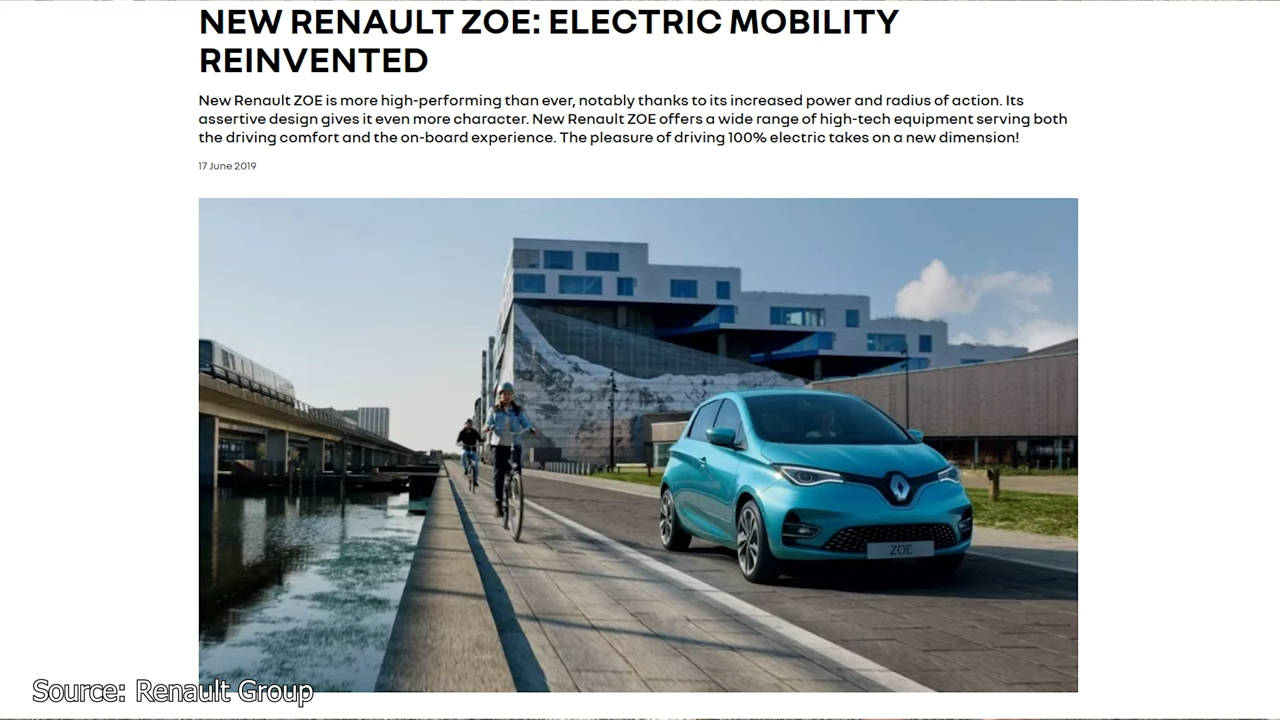 NEW RENAULT ZOE: ELECTRIC MOBILITY
REINVENTED
New Renault ZOE is more high-performing than ever, notably thanks to its increased power and radius of action. Its
assertive design gives it even more character. New Renault ZOE offers a wide range of high-tech equipment serving both
the driving comfort and the on-board experience. The pleasure of driving 100% electric takes on a new dimension!
17 June 2019
ZOE
Source: Renault Group